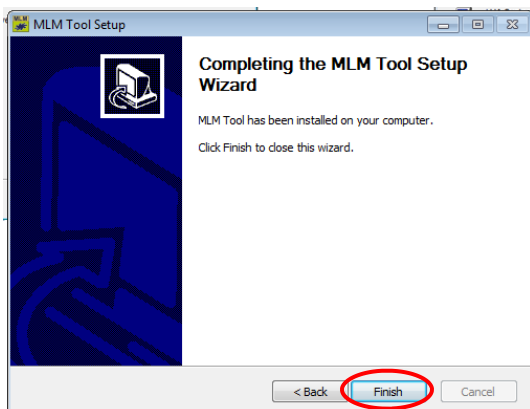 MLM Tool Setup
Completing the MLM Tool Setup
Wizard
MLM Tool has been installed on your computer.
Click Finish to close this wizard.
< Back
Finish
Cancel